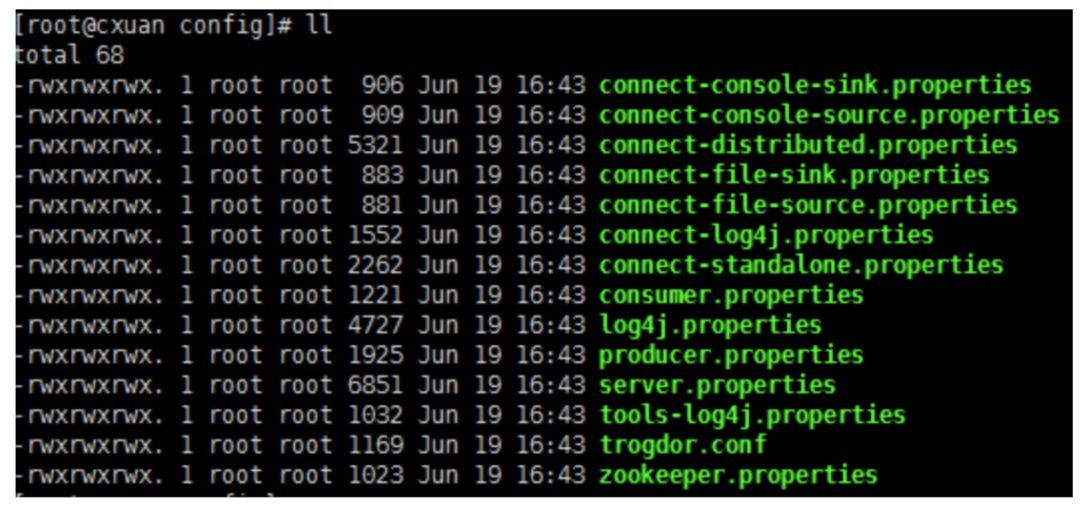 [root@cxuan config]# ll
total 68
-rwxrwxrwx. 1 root root  906 Jun 19 16:43 connect-console-sink.properties
-rwxrwxrwx. 1 root root  909 Jun 19 16:43 connect-console-source.properties
-rwxrwxrwx. 1 root root 5321 Jun 19 16:43 connect-distributed.properties
-rwxrwxrwx. 1 root root  883 Jun 19 16:43 connect-file-sink.properties
-rwxrwxrwx. 1 root root  881 Jun 19 16:43 connect-file-source.properties
-rwxrwxrwx. 1 root root 1552 Jun 19 16:43 connect-log4j.properties
-rwxrwxrwx. 1 root root 2262 Jun 19 16:43 connect-standalone.properties
-rwxrwxrwx. 1 root root 1221 Jun 19 16:43 consumer.properties
-rwxrwxrwx. 1 root root 4727 Jun 19 16:43 log4j.properties
-rwxrwxrwx. 1 root root 1925 Jun 19 16:43 producer.properties
-rwxrwxrwx. 1 root root 6851 Jun 19 16:43 server.properties
-rwxrwxrwx. 1 root root 1032 Jun 19 16:43 tools-log4j.properties
-rwxrwxrwx. 1 root root 1169 Jun 19 16:43 trogdor.conf
-rwxrwxrwx. 1 root root 1023 Jun 19 16:43 zookeeper.properties